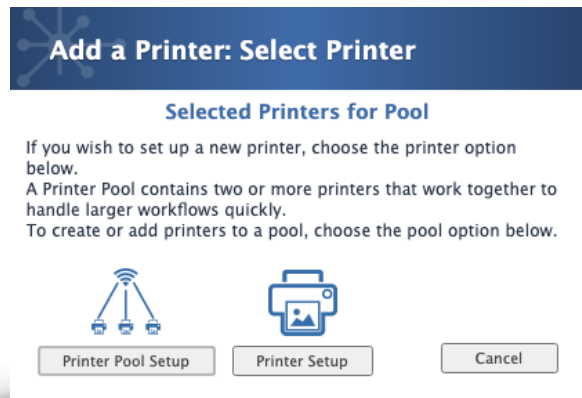 Add a Printer: Select Printer
Selected Printers for Pool
If you wish to set up a new printer, choose the printer option
below.
A Printer Pool contains two or more printers that work together to
handle larger workflows quickly.
To create or add printers to a pool, choose the pool option below.
Printer Pool Setup
Printer Setup
Cancel